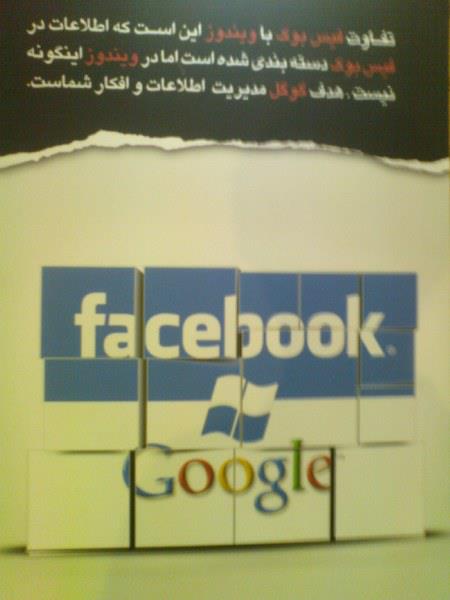 تفاوت فیس بوک با ویندوز این است که اطلاعات در
فیس بوک دسته بندی شده است اما در ویندوز اینگونه
نیست . هدف گوگل مدیریت اطلاعات و افکار شماست.
facebook®
Google™